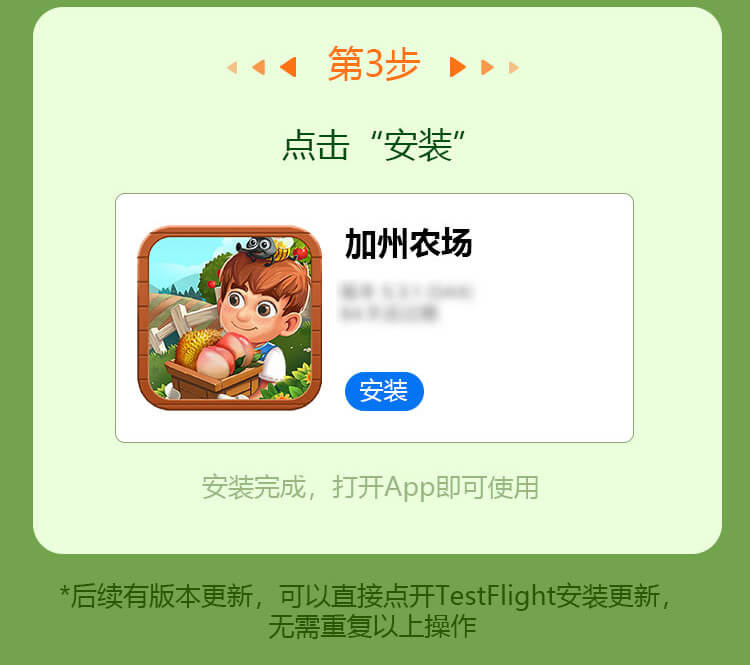 第3步
点击“安装”
加州农场
安装
安装完成，打开App即可使用
*后续有版本更新，可以直接点开TestFlight安装更新，
无需重复以上操作